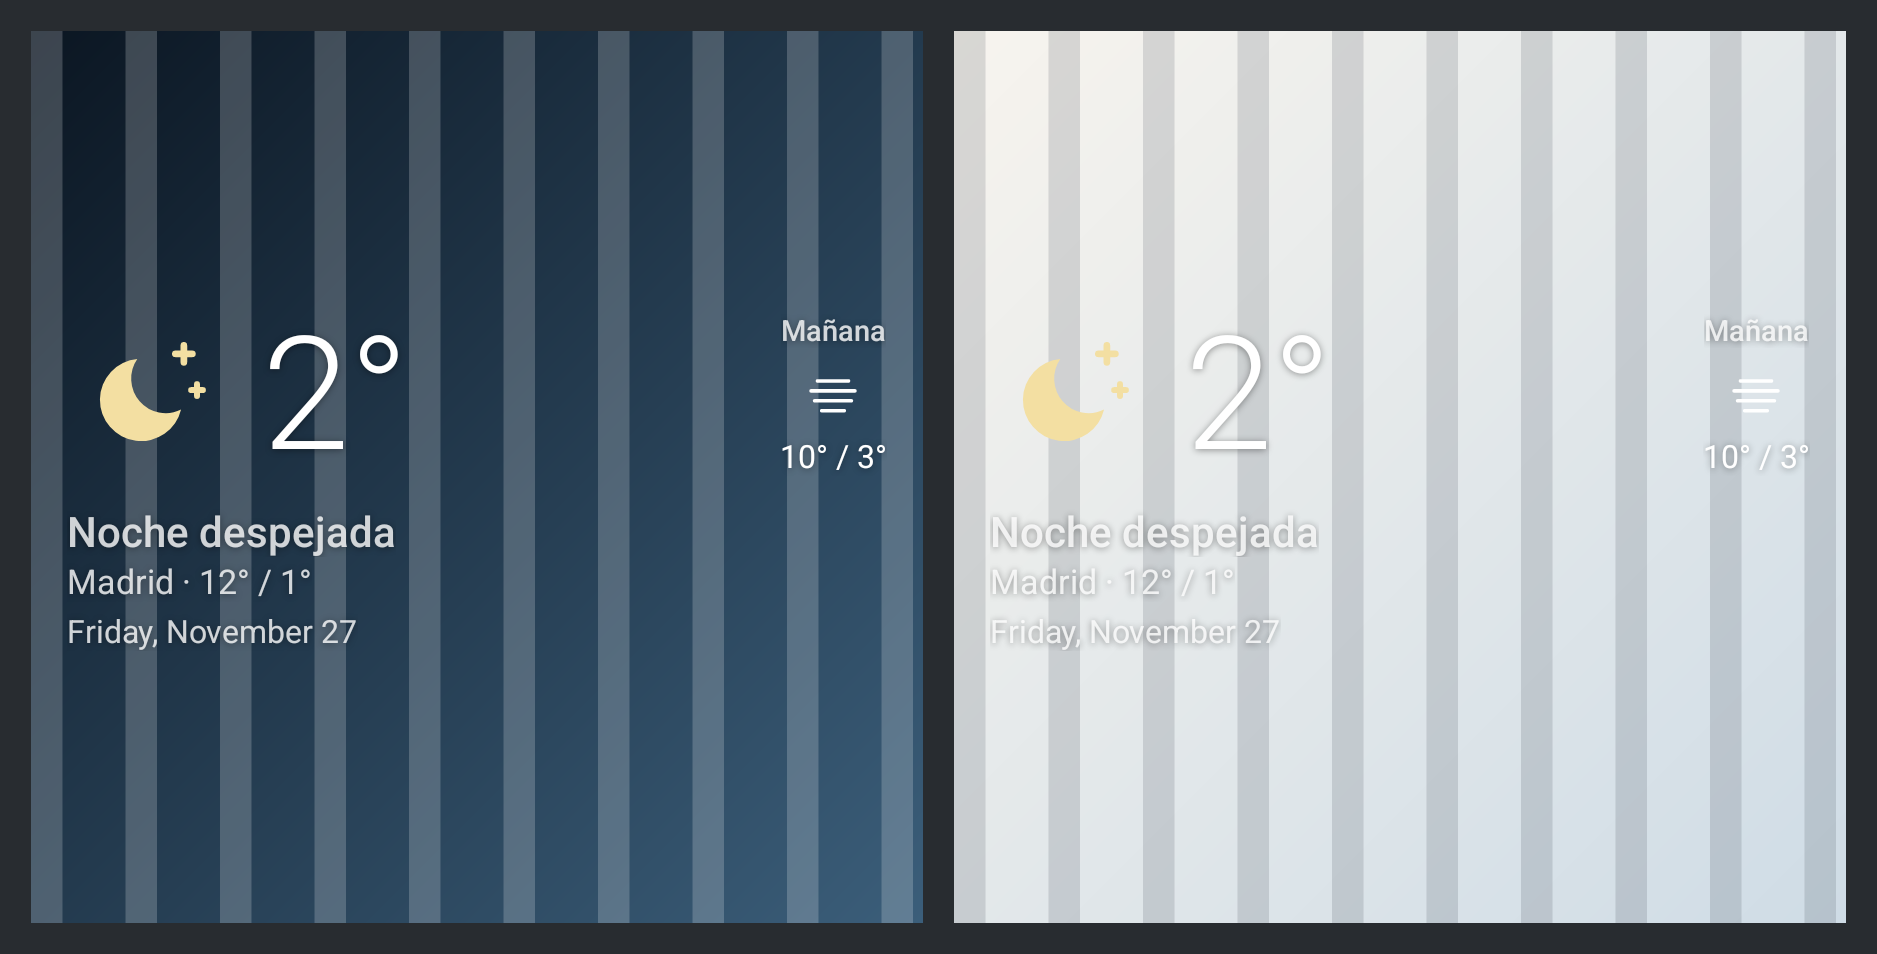 2°
Mañana
10° / 3°
Noche despejada
Madrid · 12° / 1°
Friday, November 27
2°
Mañana
10° / 3°
Noche despejada
Madrid · 12° / 1°
Friday, November 27